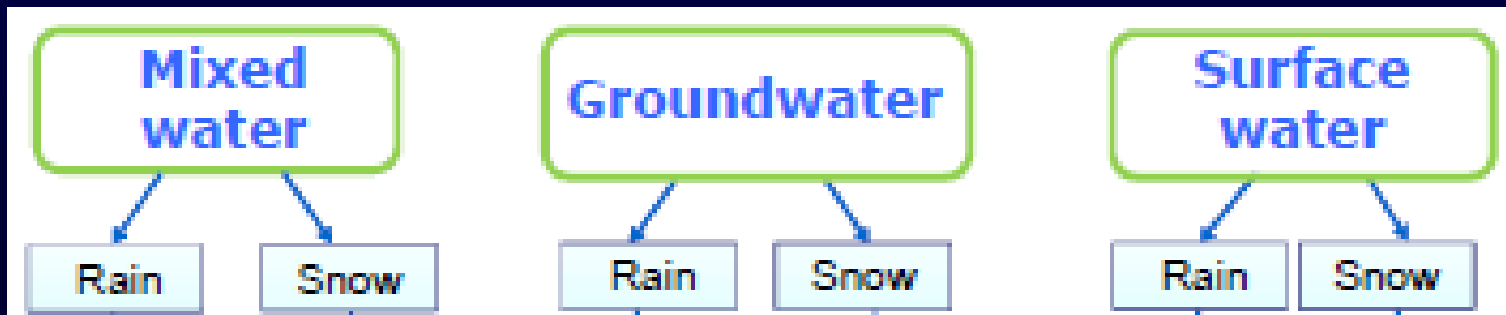 Mixed
water
Groundwater
Surface
water
Rain
Snow
Rain
Snow
Rain
Snow